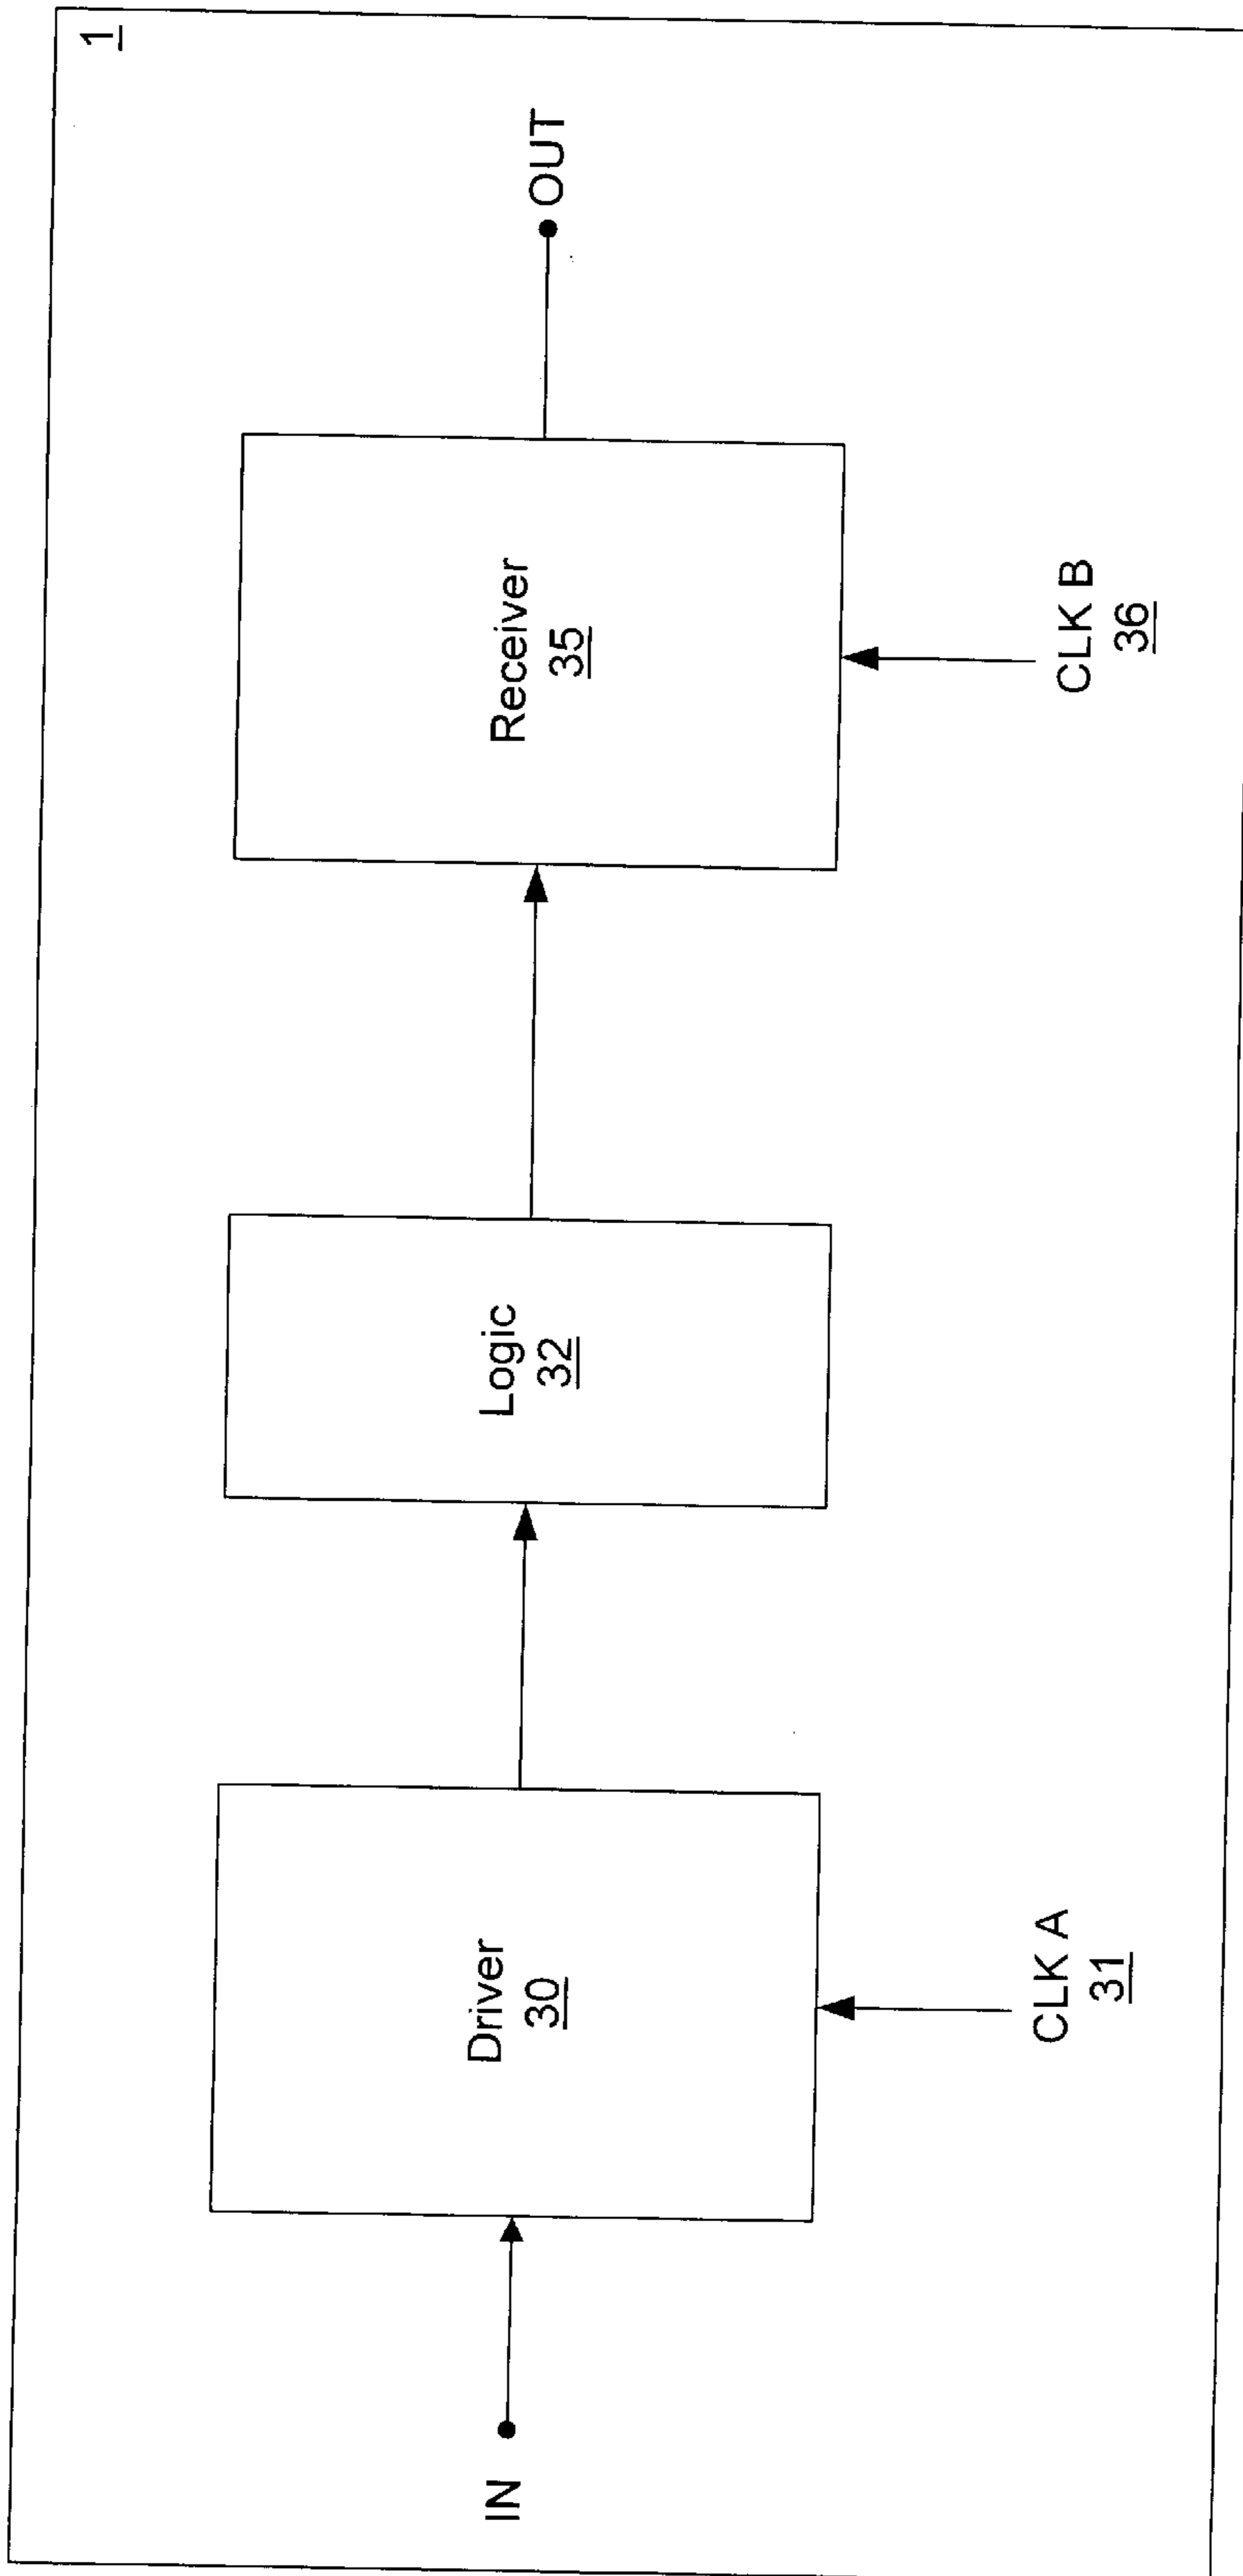 1
IN
Driver
30
CLK A
31
Logic
32
Receiver
35
CLK B
36
OUT